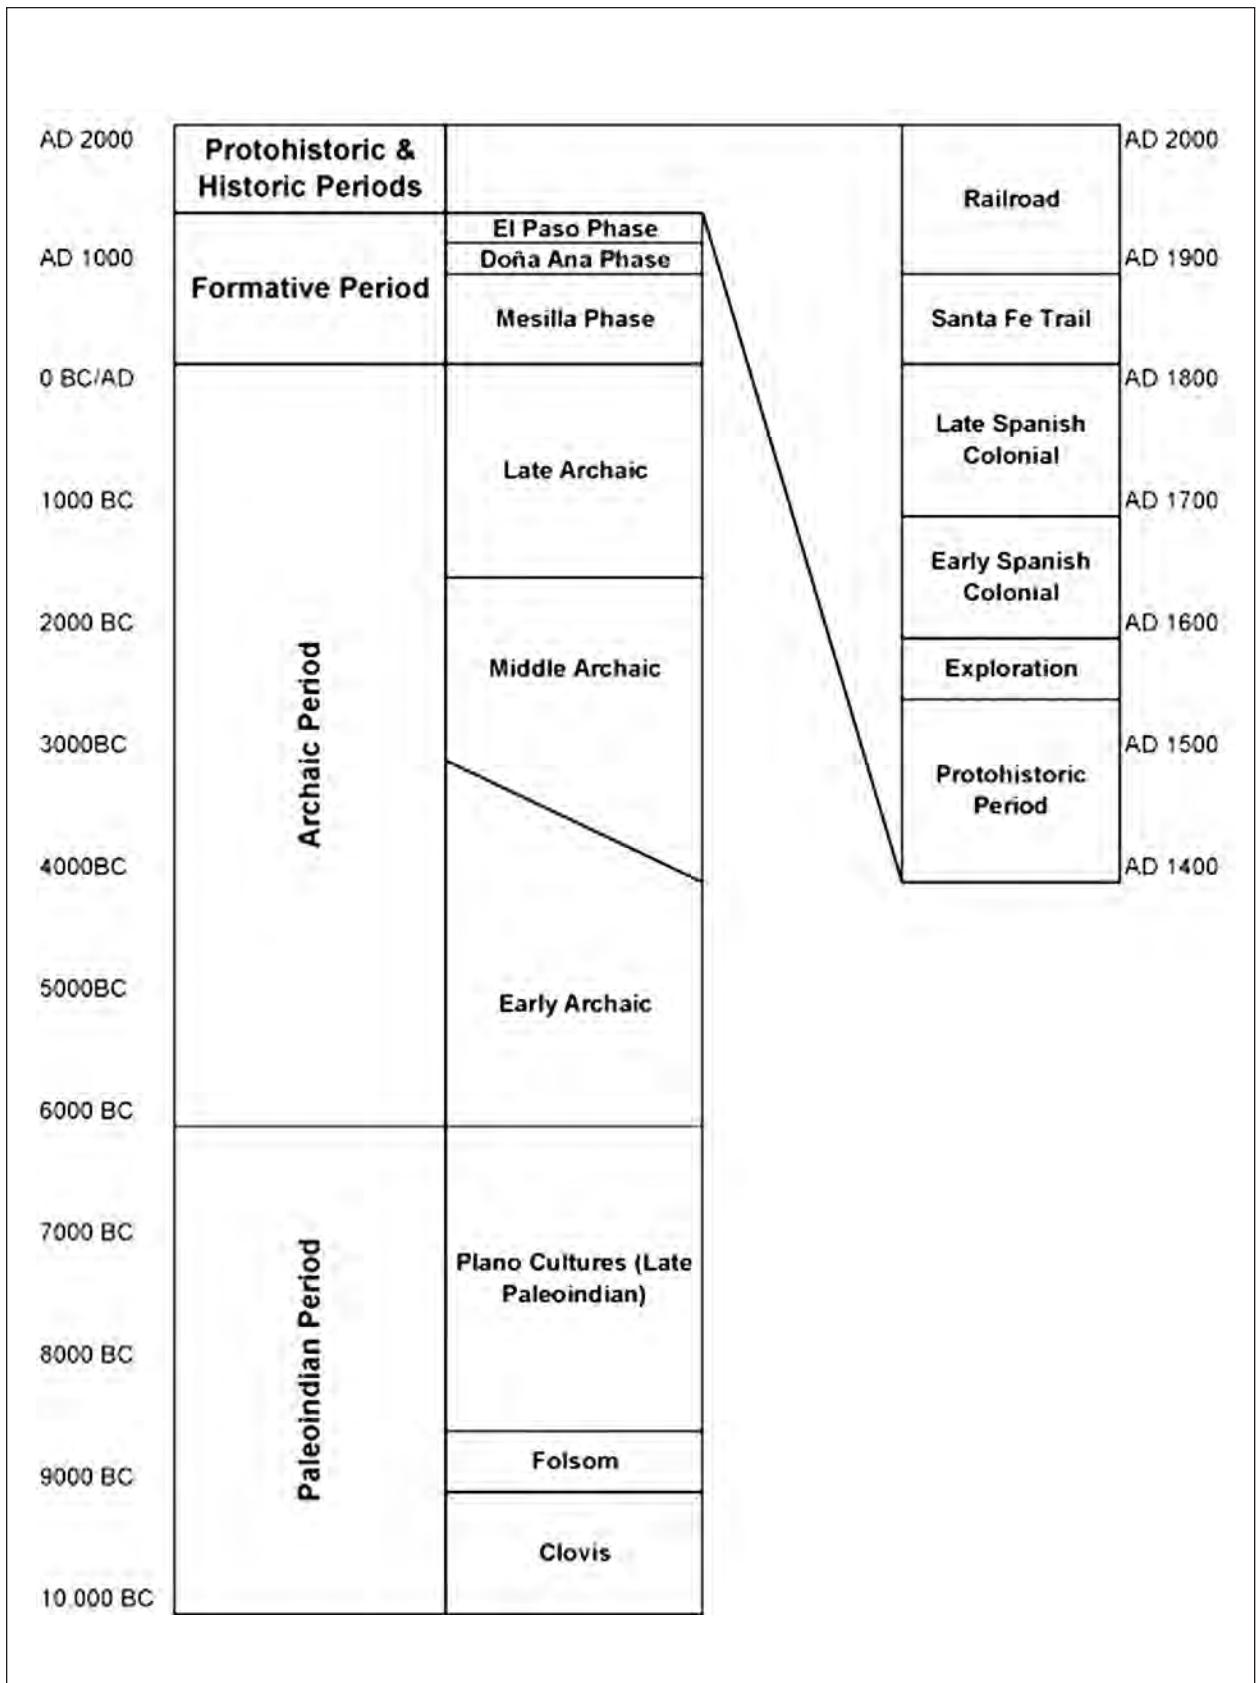 AD 2000
AD 1000
0 BC/AD
1000 BC
2000 BC
3000BC
4000BC
5000BC
6000 BC
7000 BC
8000 BC
9000 BC
10,000 BC
Protohistoric &
Historic Periods
Formative Period
Archaic Period
Paleoindian Period
El Paso Phase
Doña Ana Phase
Mesilla Phase
Late Archaic
Middle Archaic
Early Archaic
Plano Cultures (Late
Paleoindian)
Folsom
Clovis
Railroad
Santa Fe Trail
Late Spanish
Colonial
Early Spanish
Colonial
Exploration
Protohistoric
Period
AD 2000
AD 1900
AD 1800
AD 1700
AD 1600
AD 1500
AD 1400